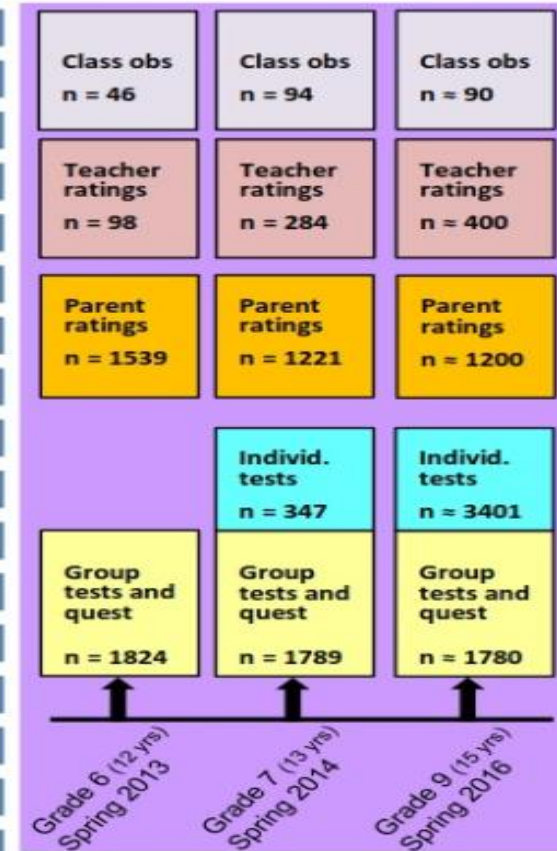 Class obs
n = 46
Class obs
n = 94
Class obs
n ≈ 90
Teacher
ratings
n = 98
Teacher
ratings
n = 284
Teacher
ratings
n ≈ 400
Parent
ratings
n = 1539
Parent
ratings
n = 1221
Parent
ratings
n ≈ 1200
Individ.
tests
n = 347
Individ.
tests
n ≈ 3401
Group
tests and
quest
n = 1824
Group
tests and
quest
n = 1789
Group
tests and
quest
n ≈ 1780
Grade 6 (12 yrs)
Spring 2013
Grade 7 (13 yrs)
Spring 2014
Grade 9 (15 yrs)
Spring 2016